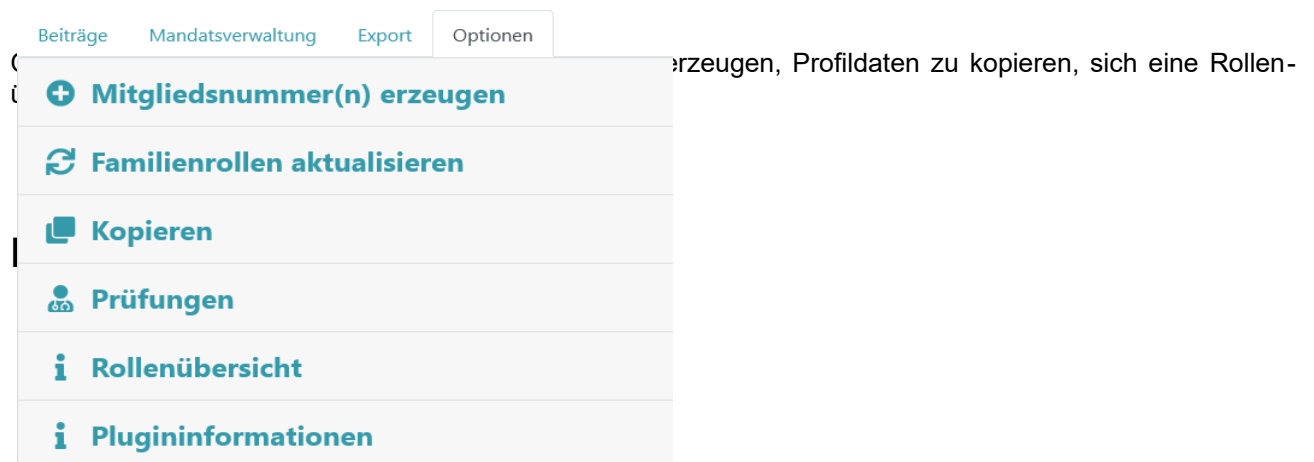 Beiträge Mandatsverwaltung Export Optionen
erzeugen, Profildaten zu kopieren, sich eine Rollen-
Mitgliedsnummer(n) erzeugen
Familienrollen aktualisieren
Kopieren
Prüfungen
Rollenübersicht
Plugininformationen